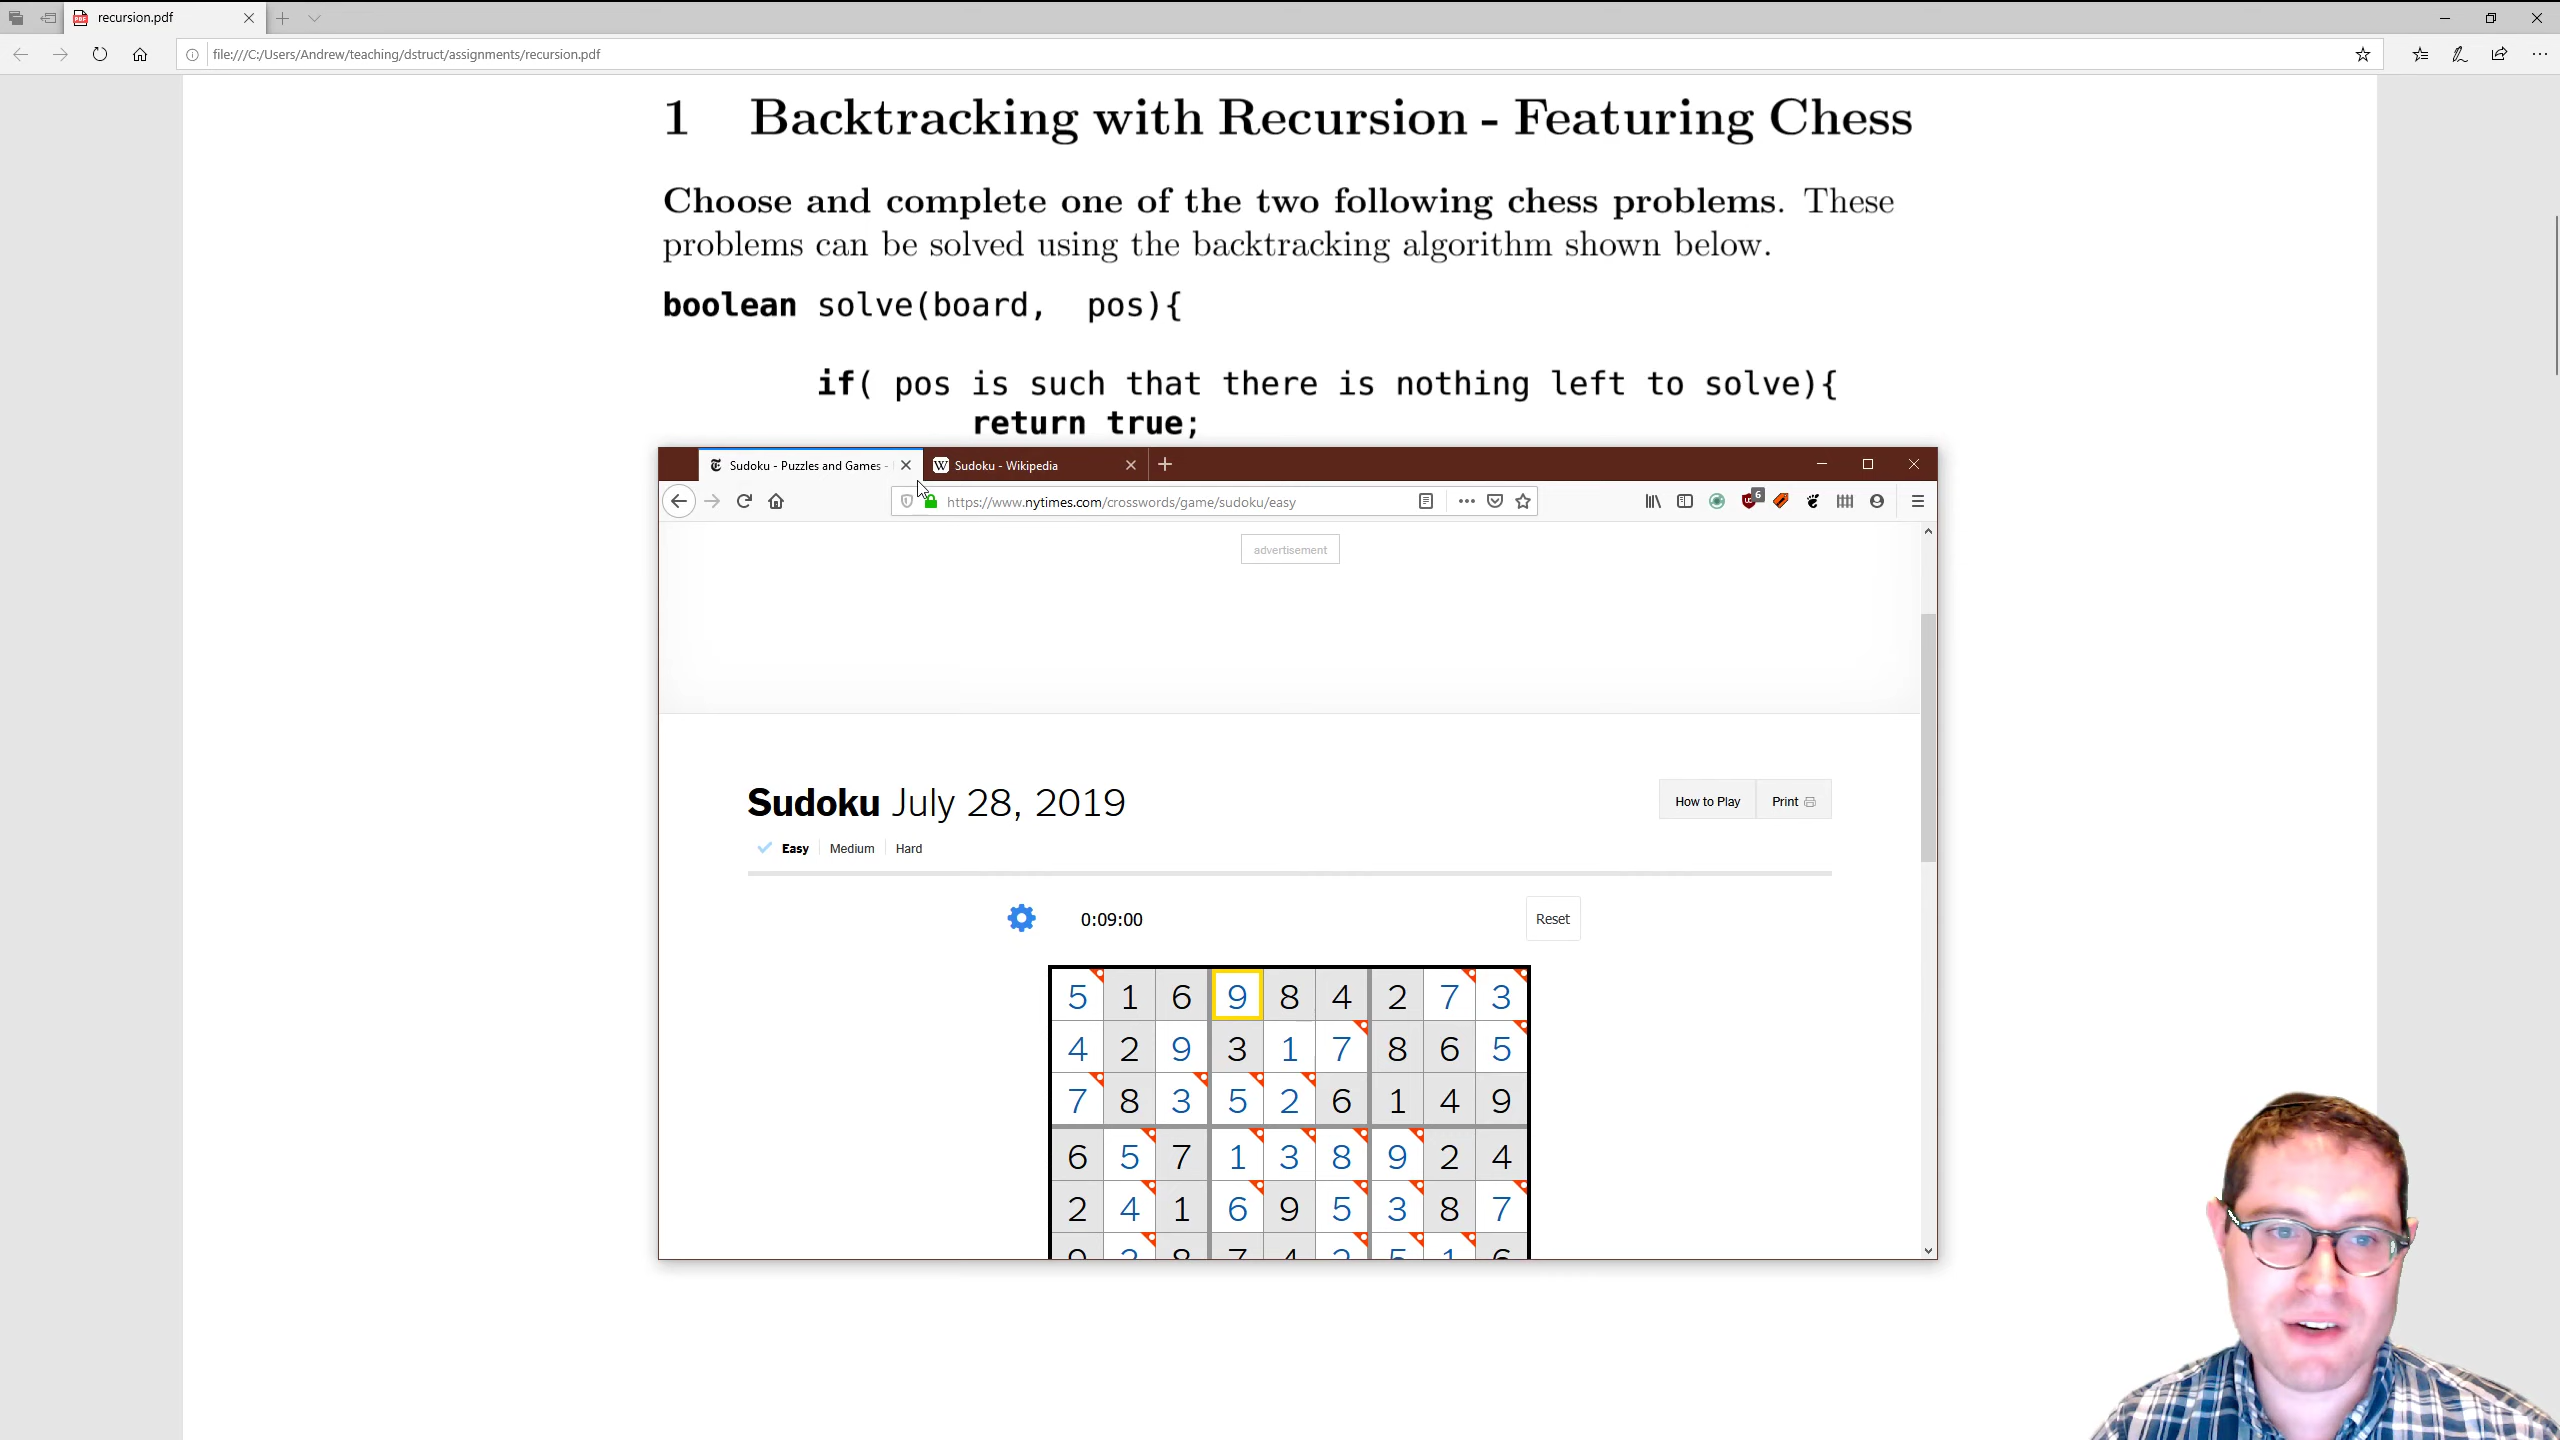 recursion.pdf
file:///C:/Users/Andrew/teaching/dstruct/assignments/recursion.pdf
1 Backtracking with Recursion - Featuring Chess
Choose and complete one of the two following chess problems. These
problems can be solved using the backtracking algorithm shown below.
boolean solve(board, pos){
if( pos is such that there is nothing left to solve){
return true;
Sudoku - Puzzles and Games -
W Sudoku - Wikipedia
https://www.nytimes.com/crosswords/game/sudoku/easy
6
advertisement
Sudoku July 28, 2019
How to Play
Print
Easy Medium Hard
0:09:00
Reset
5 1 6 9 8 4 2 7 3
4 2 9 3 1 7 8 6 5
7 8 3 5 2 6 1 4 9
6 5 7 1 3 8 9 2 4
2 4 1 6 9 5 3 8 7